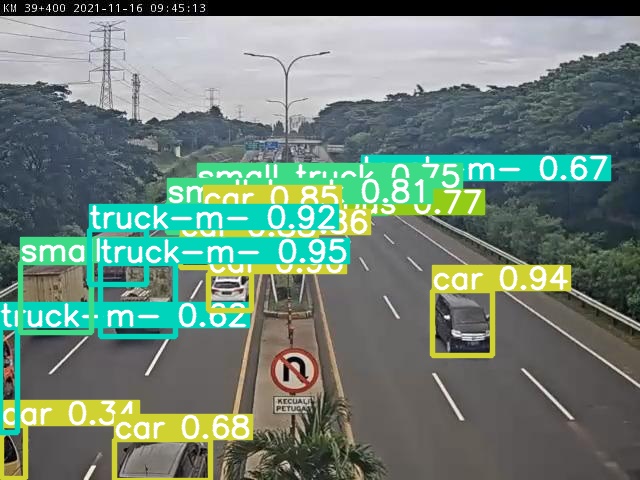 KM 39+400 2021-11-16 09:45:13
small truck 0.75
m- 0.67
0.81
car 0.85
0.77
truck-m- 0.92
truck-m- 0.95
car 0.94
truck-m- 0.62
car 0.34
car 0.68
KECUALI
PETUGAS